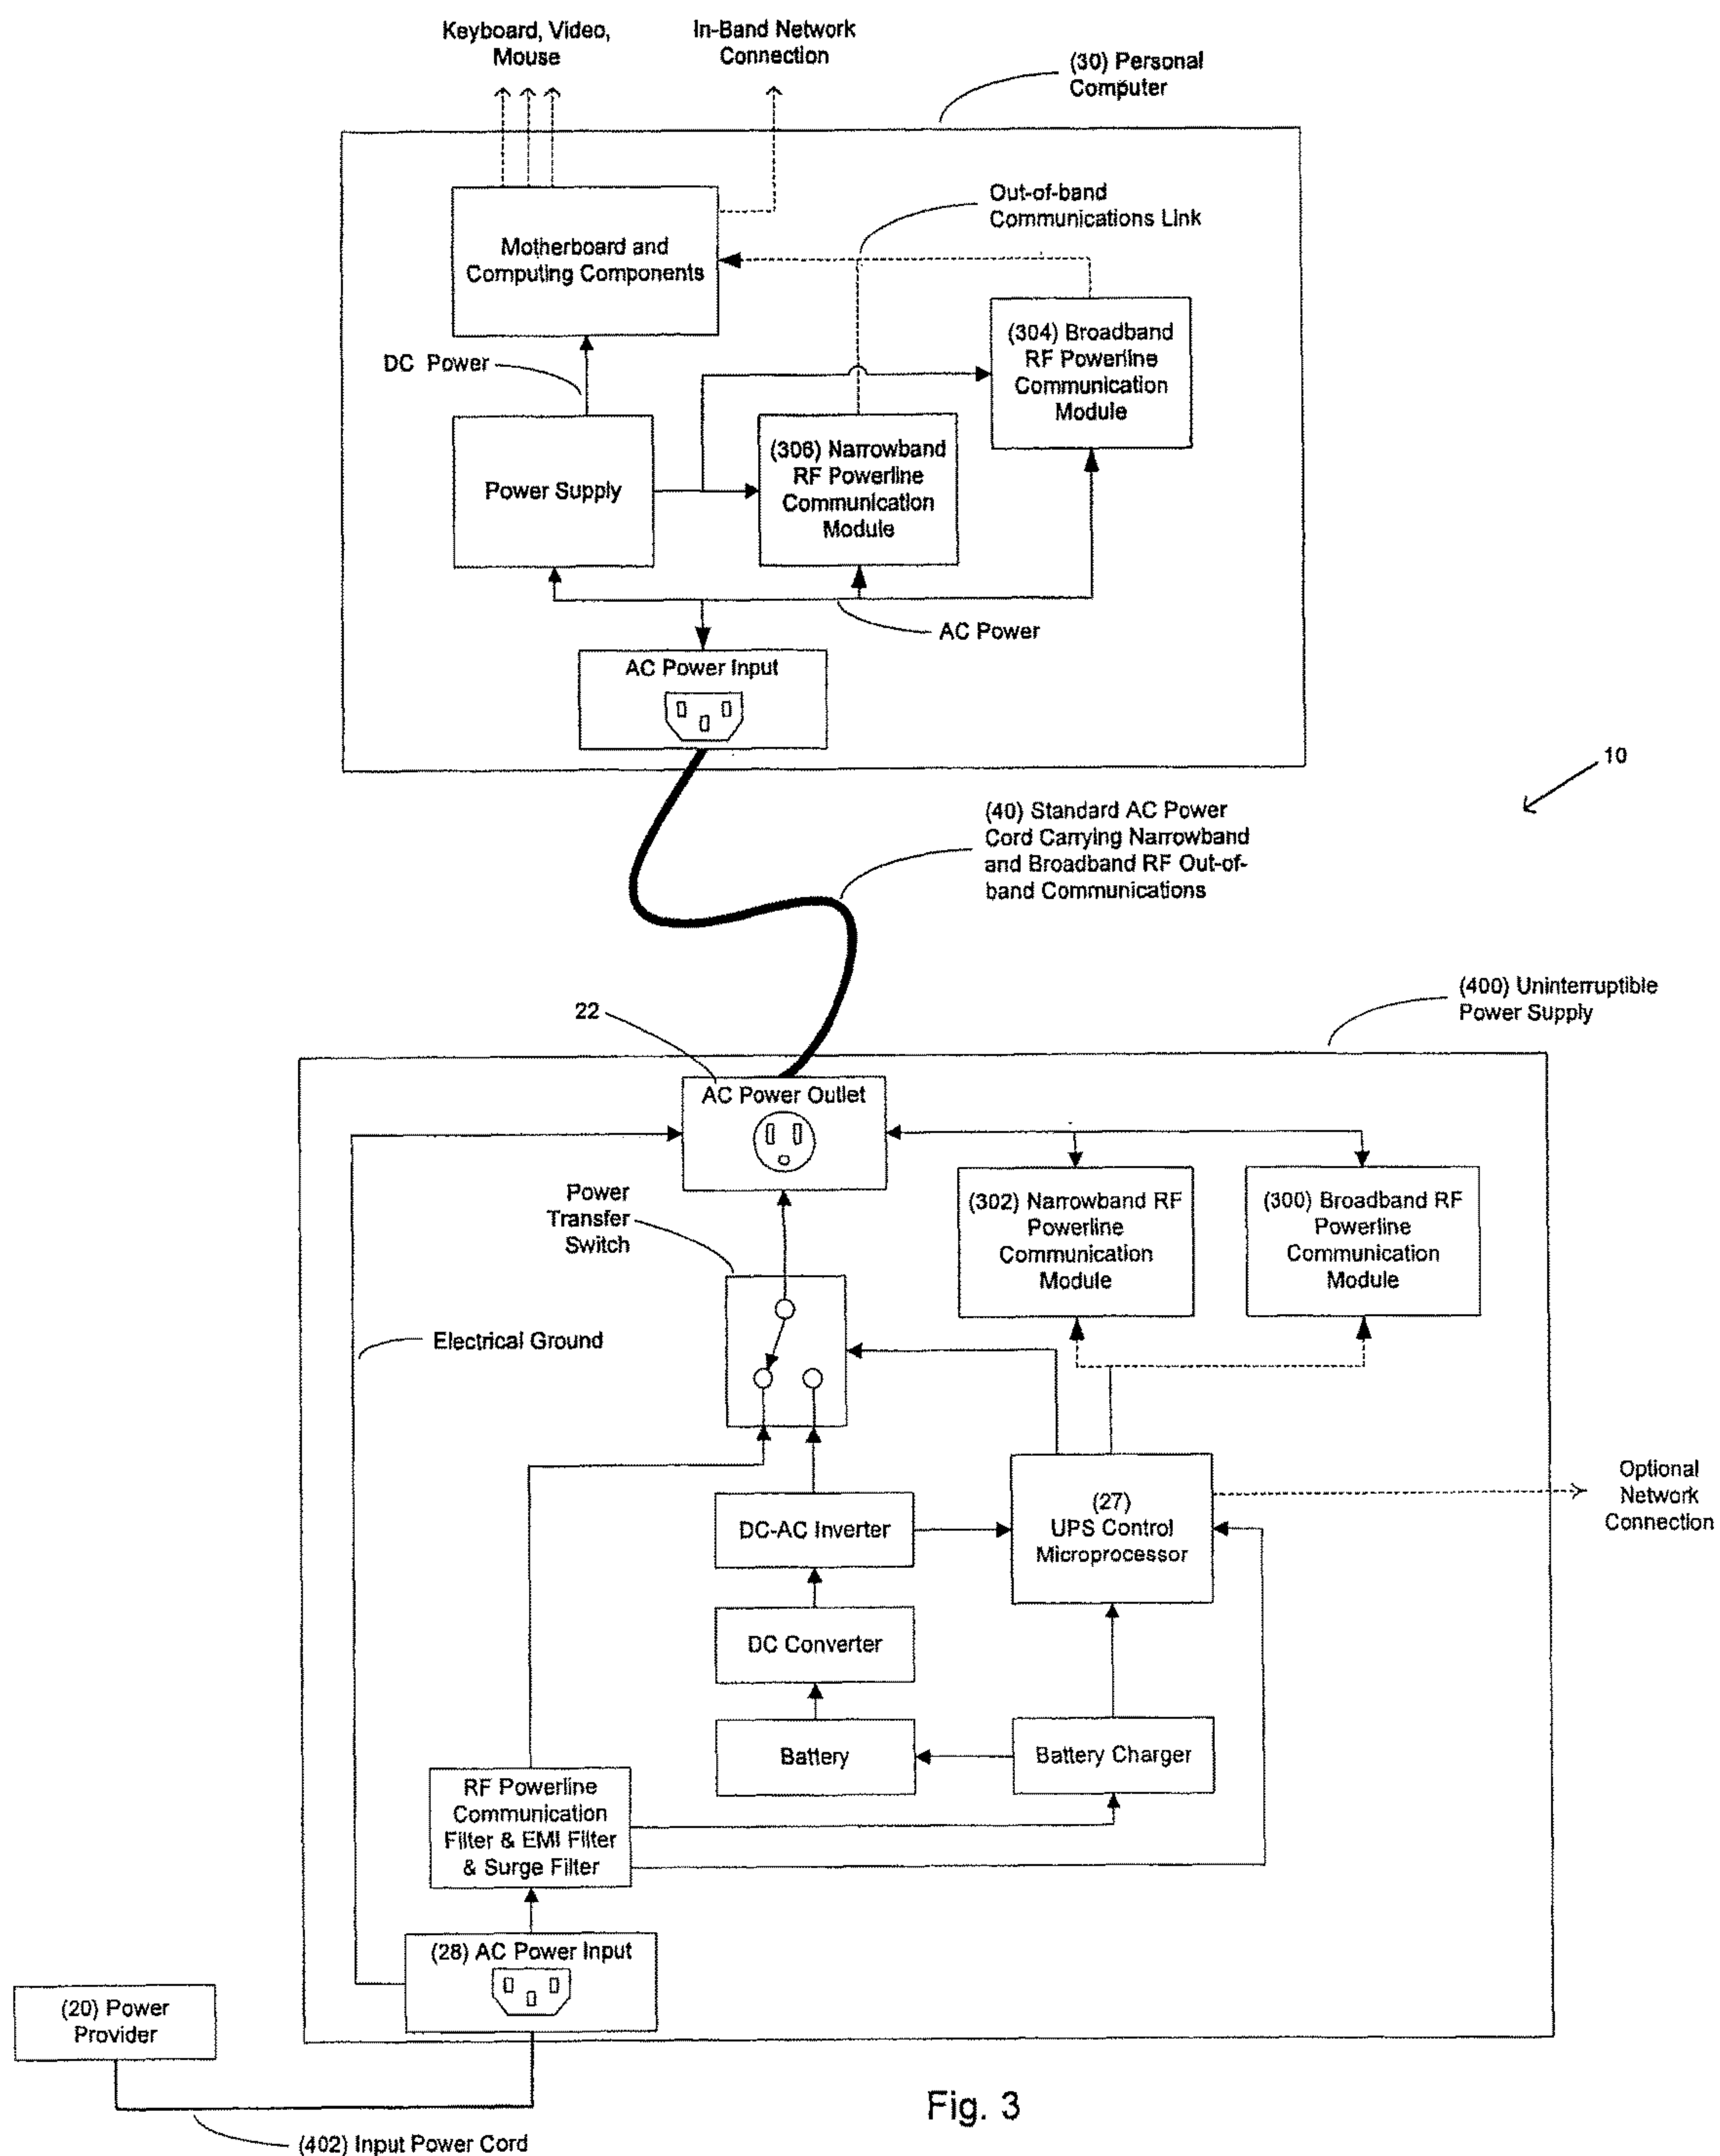 Keyboard, Video,
Mouse
In-Band Network
Connection
(30) Personal
Computer
Out-of-band
Communications Link
Motherboard and
Computing Components
(304) Broadband
RF Powerline
Communication
Module
DC Power
(306) Narrowband
RF Powerline
Communication
Module
Power Supply
AC Power
AC Power Input
10
(40) Standard AC Power
Cord Carrying Narrowband
and Broadband RF Out-of-
band Communications
(400) Uninterruptible
Power Supply
22
AC Power Outlet
Power
Transfer
Switch
(302) Narrowband RF
Powerline
Communication
Module
(300) Broadband RF
Powerline
Communication
Module
Electrical Ground
Optional
Network
Connection
(27)
UPS Control
Microprocessor
DC-AC Inverter
DC Converter
Battery
Battery Charger
RF Powerline
Communication
Filter & EMI Filter
& Surge Filter
(28) AC Power Input
(20) Power
Provider
(402) Input Power Cord
Fig. 3